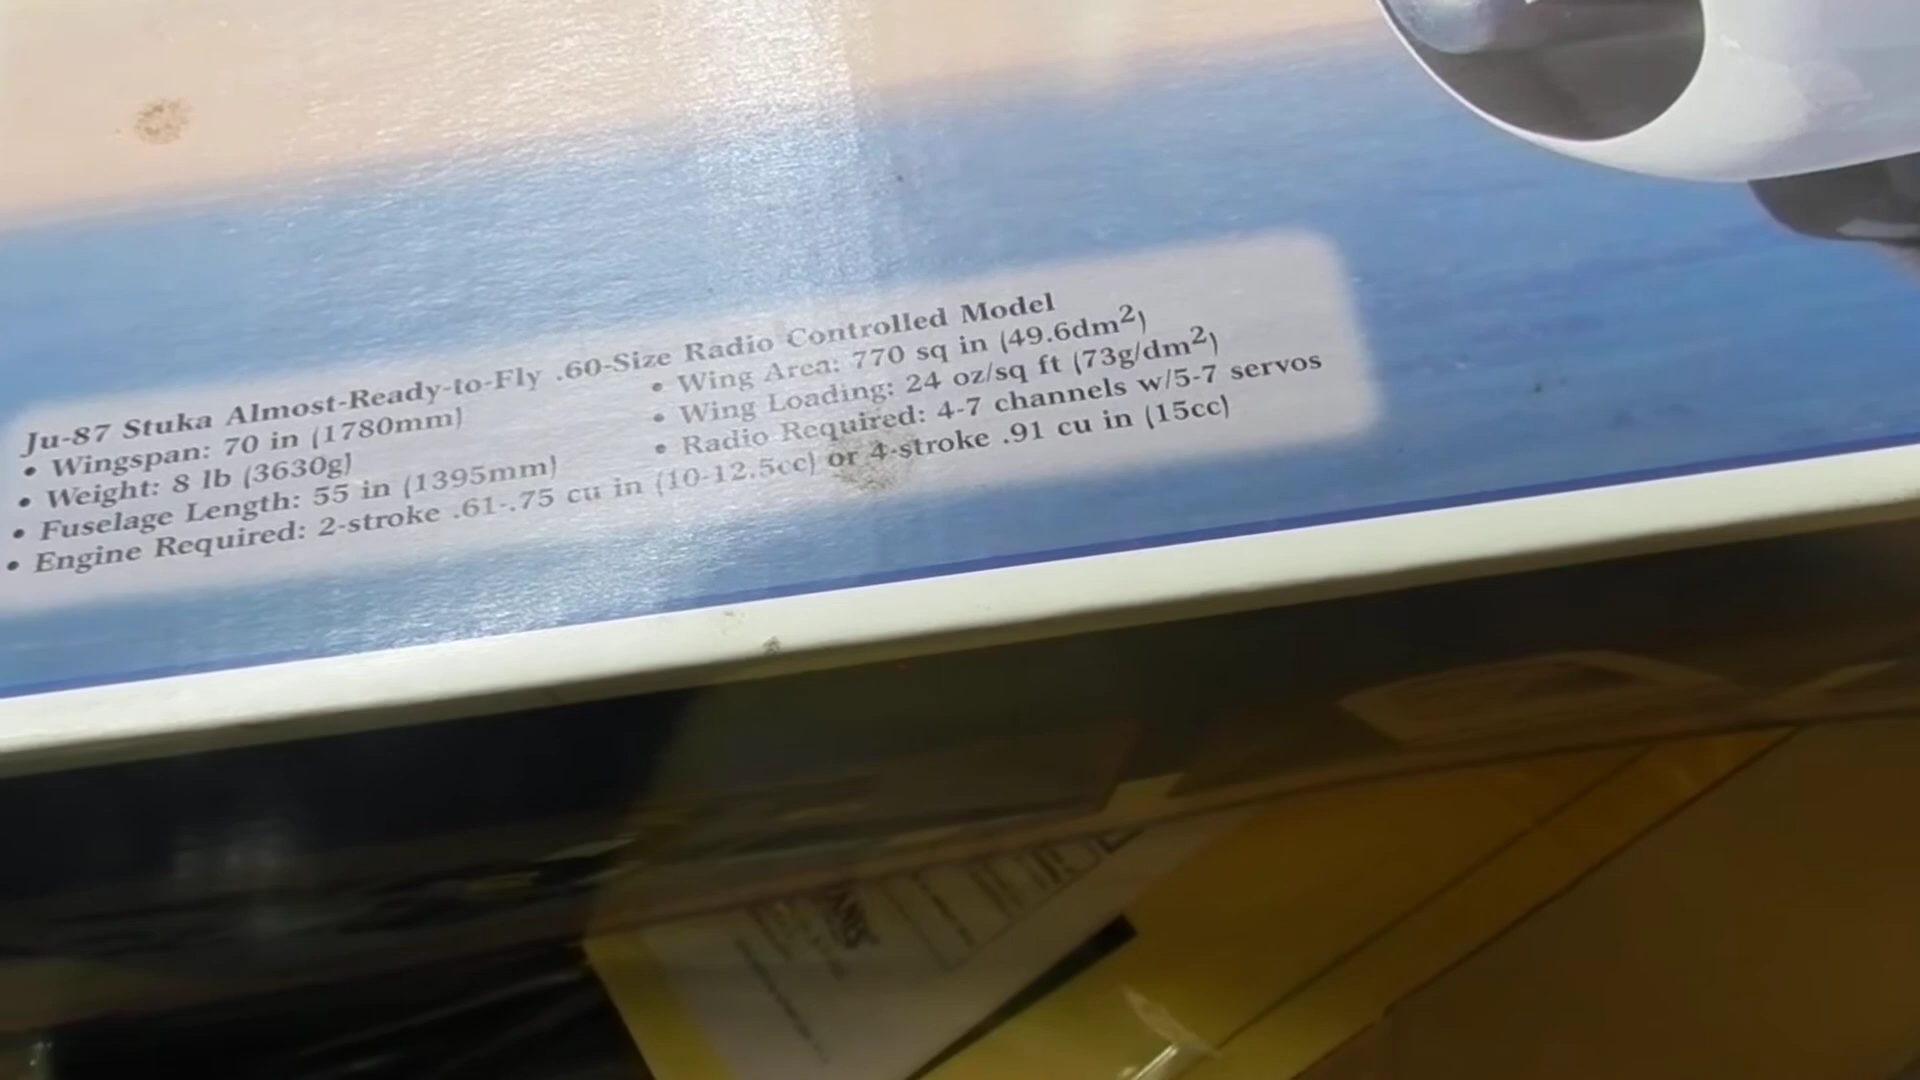 Ju-87 Stuka Almost-Ready-to-Fly .60-Size Radio Controlled Model
• Wingspan: 70 in (1780mm)
• Weight: 8 lb (3630g)
• Fuselage Length: 55 in (1395mm)
• Wing Area: 770 sq in (49.6dm²)
• Wing Loading: 24 oz/sq ft (73g/dm²)
• Radio Required: 4-7 channels w/5-7 servos
• Engine Required: 2-stroke .61-.75 cu in (10-12.5cc) or 4-stroke .91 cu in (15cc)